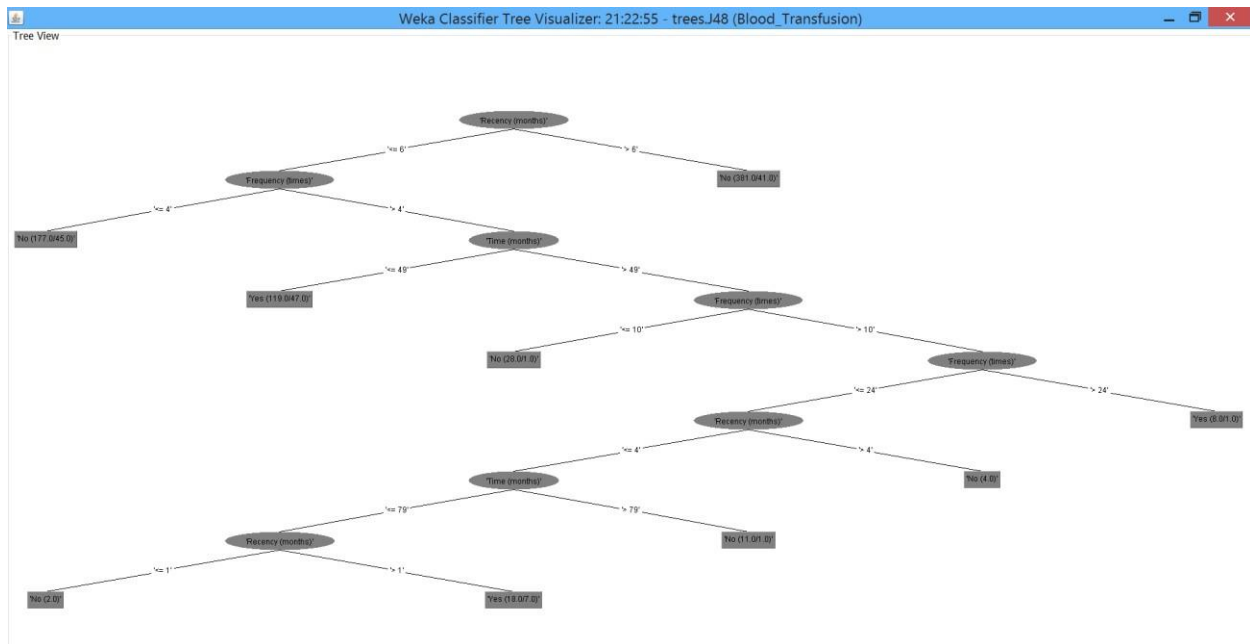 Weka Classifier Tree Visualizer: 21:22:55 - trees.J48 (Blood_Transfusion)
Tree View
'Recency (months)'
'<= 6'
'> 6'
'Frequency (times)'
'No (381.0/41.0)'
'<= 4'
'> 4'
'No (177.0/45.0)'
'Time (months)'
'<= 49'
'> 49'
'Yes (119.0/47.0)'
'Frequency (times)'
'<= 10'
'> 10'
'No (28.0/1.0)'
'Frequency (times)'
'<= 24'
'> 24'
'Recency (months)'
'Yes (8.0/1.0)'
'<= 4'
'> 4'
'Time (months)'
'No (4.0)'
'<= 79'
'> 79'
'Recency (months)'
'No (11.0/1.0)'
'<= 1'
'> 1'
'No (2.0)'
'Yes (18.0/7.0)'